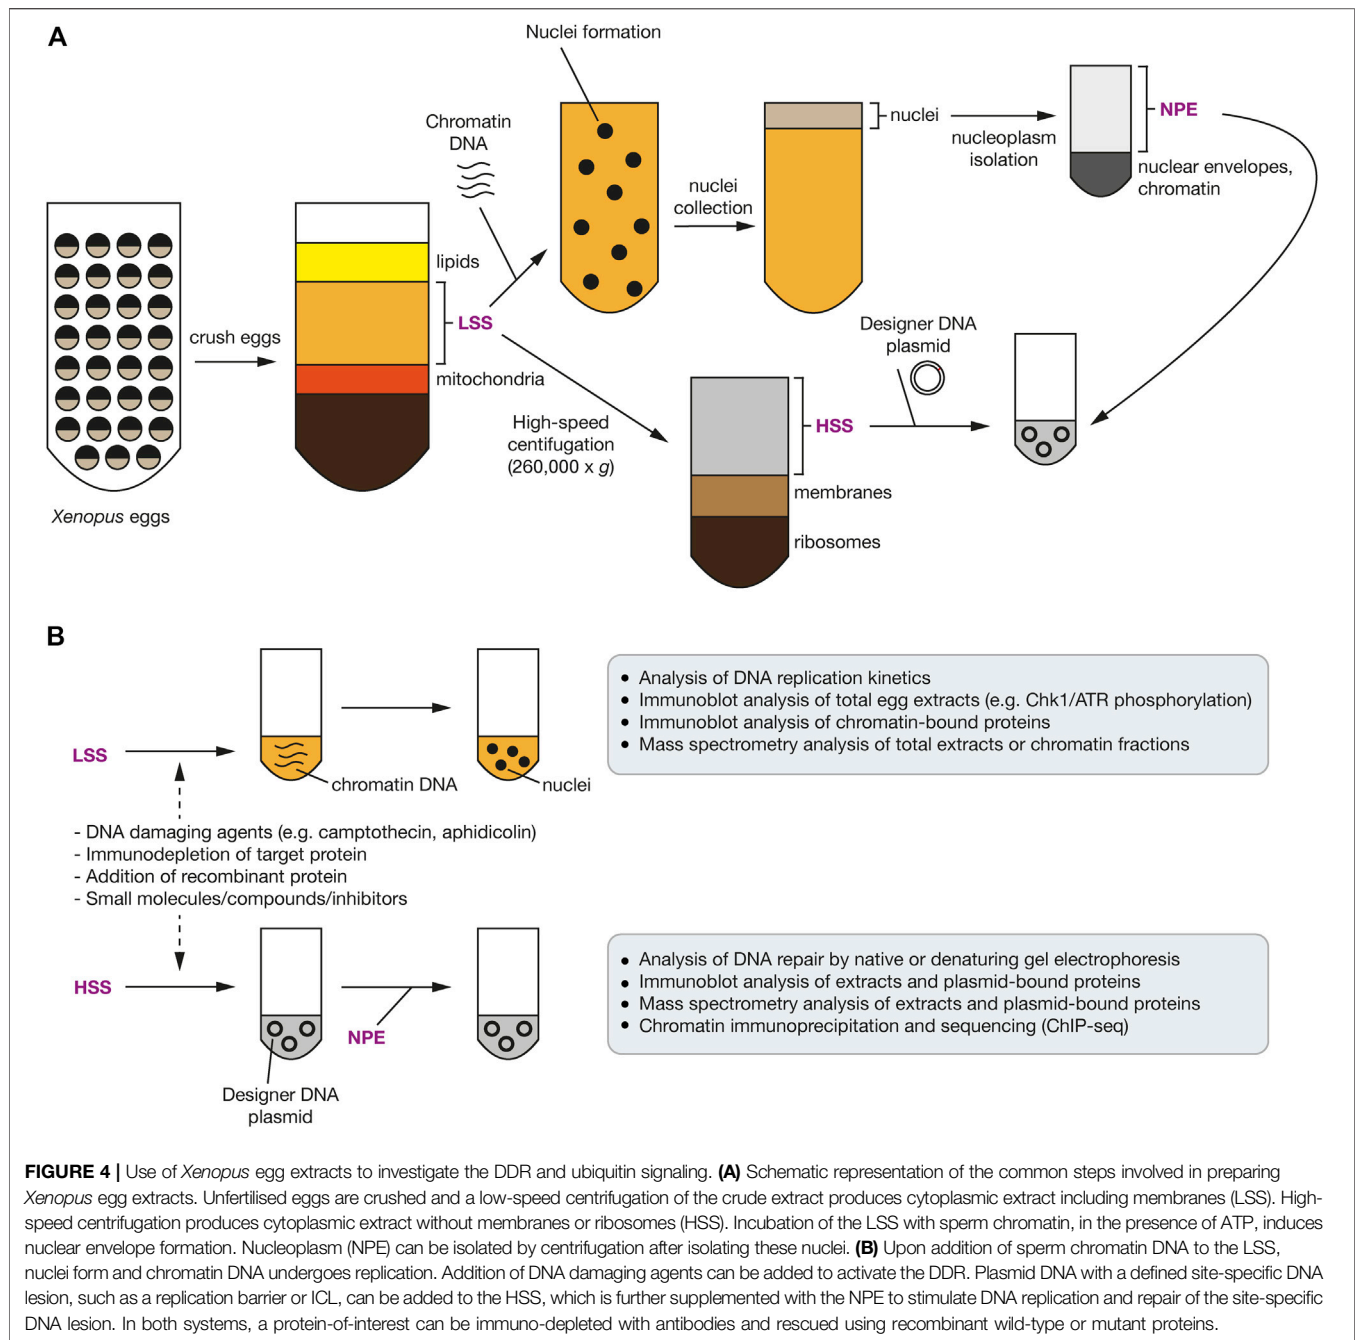 A
Nuclei formation
Chromatin
DNA
nuclei
collection
nuclei
nucleoplasm
isolation
NPE
nuclear envelopes,
chromatin
lipids
LSS
crush eggs
mitochondria
Xenopus eggs
High-speed
centifugation
(260,000 x g)
Designer DNA
plasmid
HSS
membranes
ribosomes
B
LSS
chromatin DNA
nuclei
• Analysis of DNA replication kinetics
• Immunoblot analysis of total egg extracts (e.g. Chk1/ATR phosphorylation)
• Immunoblot analysis of chromatin-bound proteins
• Mass spectrometry analysis of total extracts or chromatin fractions
- DNA damaging agents (e.g. camptothecin, aphidicolin)
- Immunodepletion of target protein
- Addition of recombinant protein
- Small molecules/compounds/inhibitors
HSS
NPE
Designer DNA
plasmid
• Analysis of DNA repair by native or denaturing gel electrophoresis
• Immunoblot analysis of extracts and plasmid-bound proteins
• Mass spectrometry analysis of extracts and plasmid-bound proteins
• Chromatin immunoprecipitation and sequencing (ChIP-seq)
FIGURE 4 | Use of Xenopus egg extracts to investigate the DDR and ubiquitin signaling. (A) Schematic representation of the common steps involved in preparing
Xenopus egg extracts. Unfertilised eggs are crushed and a low-speed centrifugation of the crude extract produces cytoplasmic extract including membranes (LSS). High-
speed centrifugation produces cytoplasmic extract without membranes or ribosomes (HSS). Incubation of the LSS with sperm chromatin, in the presence of ATP, induces
nuclear envelope formation. Nucleoplasm (NPE) can be isolated by centrifugation after isolating these nuclei. (B) Upon addition of sperm chromatin DNA to the LSS,
nuclei form and chromatin DNA undergoes replication. Addition of DNA damaging agents can be added to activate the DDR. Plasmid DNA with a defined site-specific DNA
lesion, such as a replication barrier or ICL, can be added to the HSS, which is further supplemented with the NPE to stimulate DNA replication and repair of the site-specific
DNA lesion. In both systems, a protein-of-interest can be immuno-depleted with antibodies and rescued using recombinant wild-type or mutant proteins.